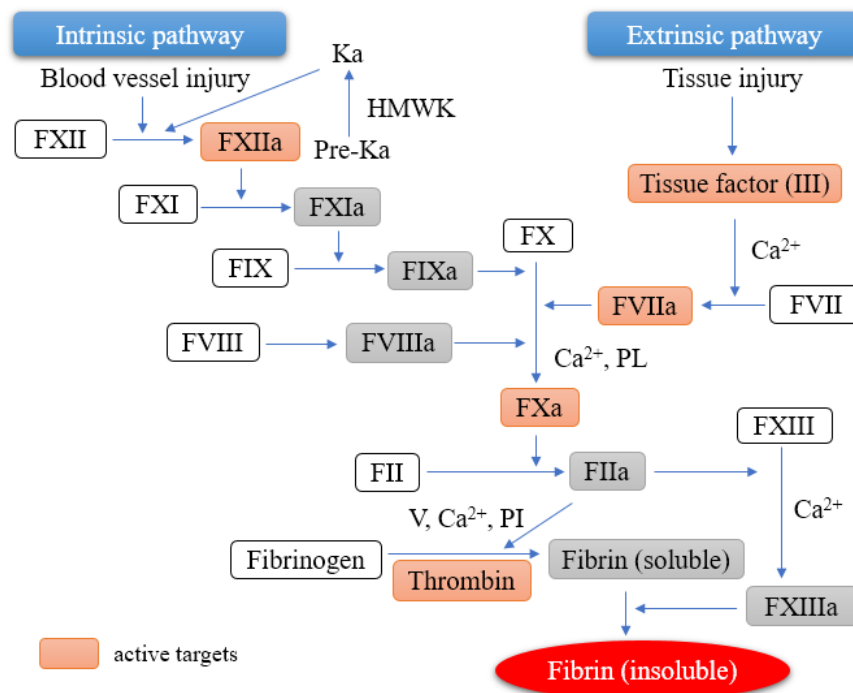 Intrinsic pathway
Extrinsic pathway
Blood vessel injury
Ka
Tissue injury
HMWK
FXII
FXIIa
Pre-Ka
Tissue factor (III)
FXI
FXIa
FX
Ca²⁺
FIX
FIXa
FVIIa
FVII
FVIII
FVIIIa
Ca²⁺, PL
FXa
FXIII
FII
FIIa
Ca²⁺
V, Ca²⁺, PI
Fibrinogen
Fibrin (soluble)
Thrombin
FXIIIa
active targets
Fibrin (insoluble)